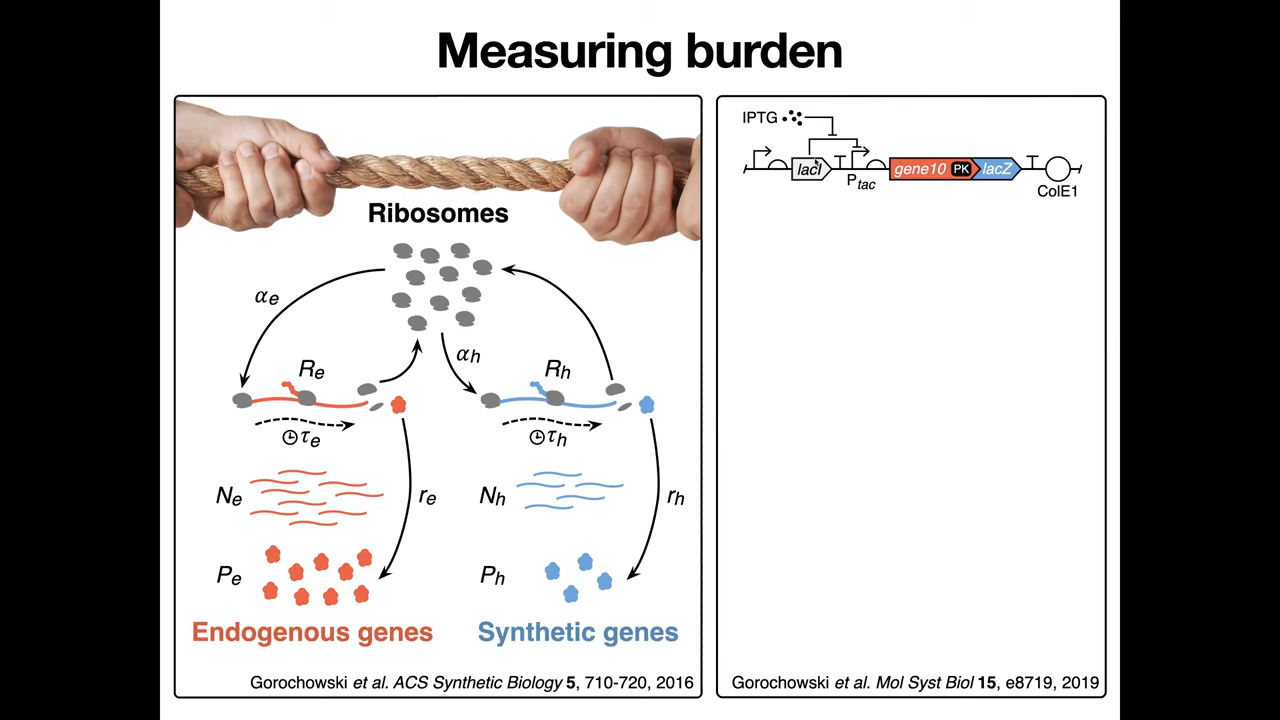 Measuring burden
Ribosomes
αe
αh
Re
Rh
τe
τh
Ne
re
Nh
rh
Pe
Ph
Endogenous genes
Synthetic genes
Gorochowski et al. ACS Synthetic Biology 5, 710-720, 2016
IPTG
lacI
Ptac
gene10
PK
lacZ
ColE1
Gorochowski et al. Mol Syst Biol 15, e8719, 2019